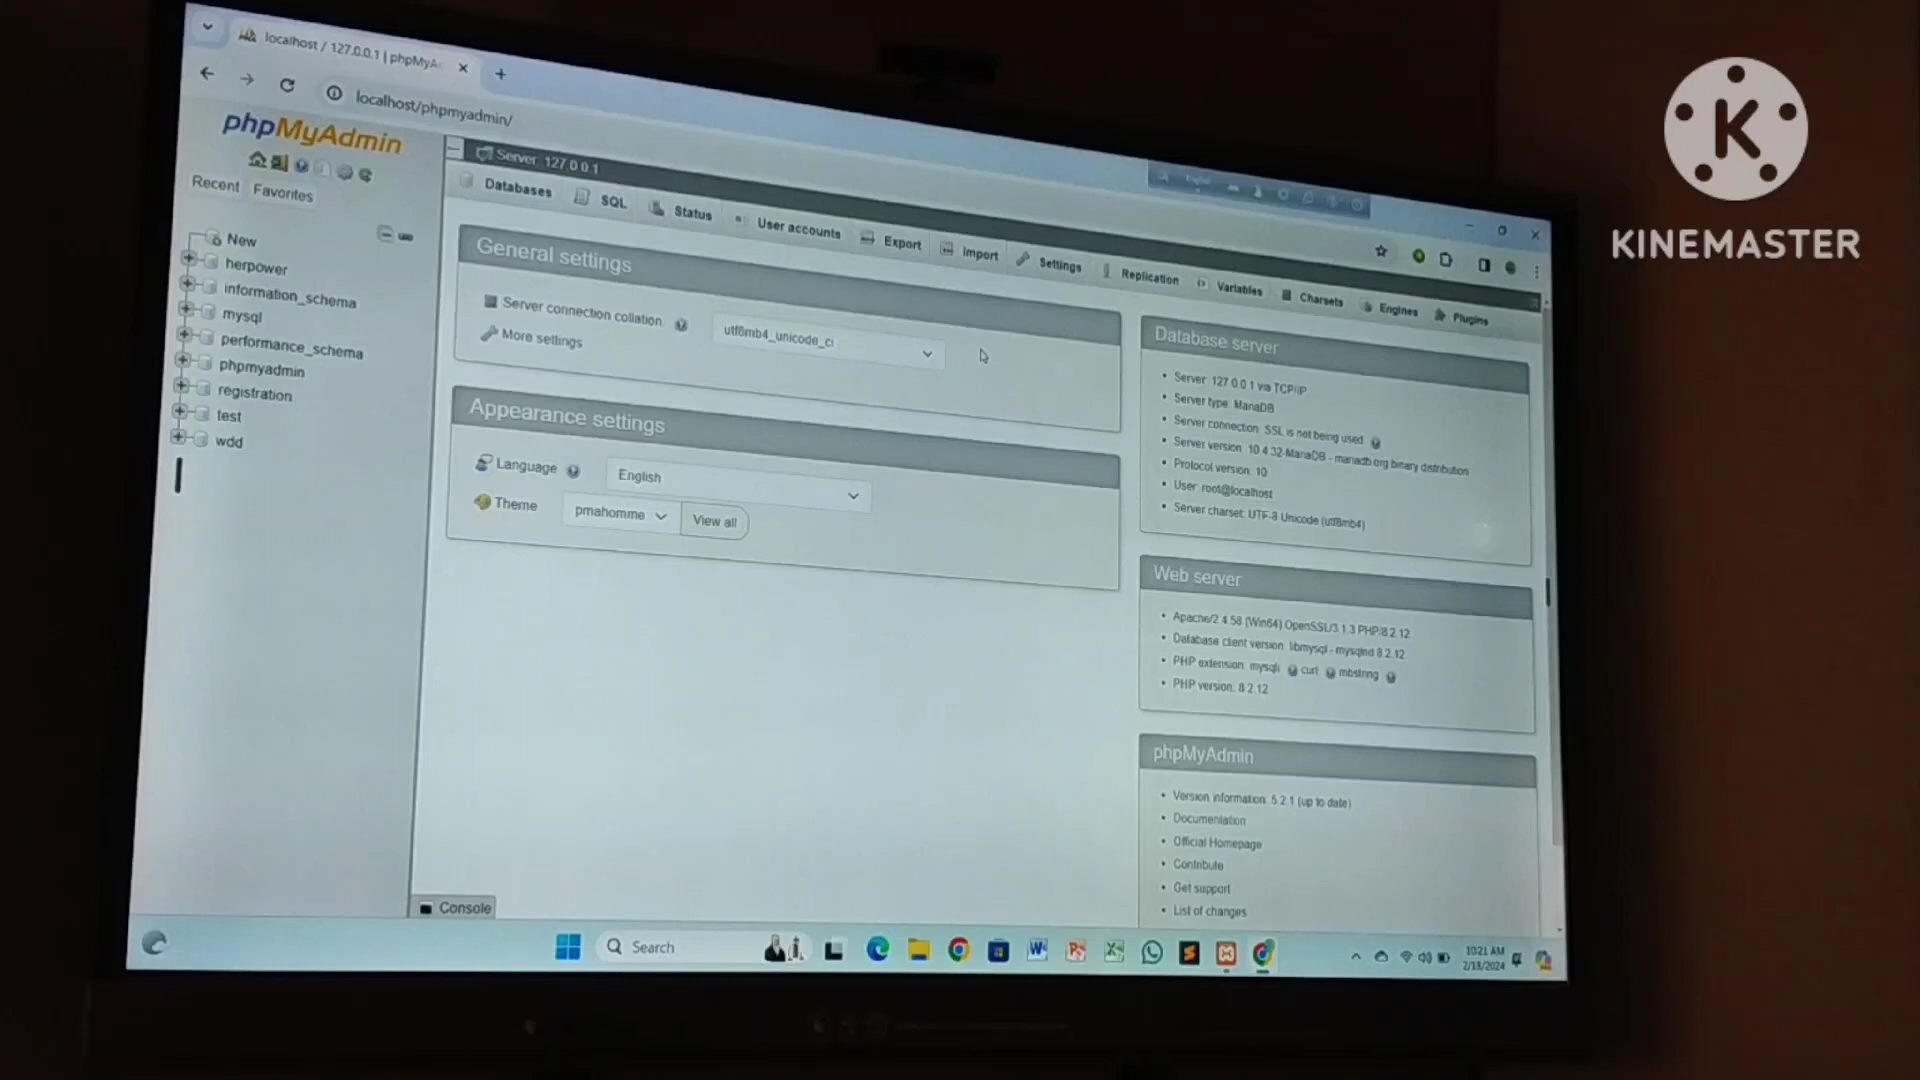 localhost / 127.0.0.1 | phpMyA
localhost/phpmyadmin/
phpMyAdmin
Recent Favorites
New
herpower
information_schema
mysql
performance_schema
phpmyadmin
registration
test
wdd
Server: 127.0.0.1
Databases SQL Status User accounts Export Import Settings Replication Variables Charsets Engines Plugins
General settings
Server connection collation utf8mb4_unicode_ci
More settings
Appearance settings
Language English
Theme pmahomme View all
Database server
Server: 127.0.0.1 via TCP/IP
Server type: MariaDB
Server connection: SSL is not being used
Server version: 10.4.32-MariaDB - mariadb.org binary distribution
Protocol version: 10
User: root@localhost
Server charset: UTF-8 Unicode (utf8mb4)
Web server
Apache/2.4.58 (Win64) OpenSSL/3.1.3 PHP/8.2.12
Database client version: libmysql - mysqlnd 8.2.12
PHP extension: mysqli curl mbstring
PHP version: 8.2.12
phpMyAdmin
Version information: 5.2.1 (up to date)
Documentation
Official Homepage
Contribute
Get support
List of changes
Console
Search
10:21 AM
2/18/2024
K
KINEMASTER